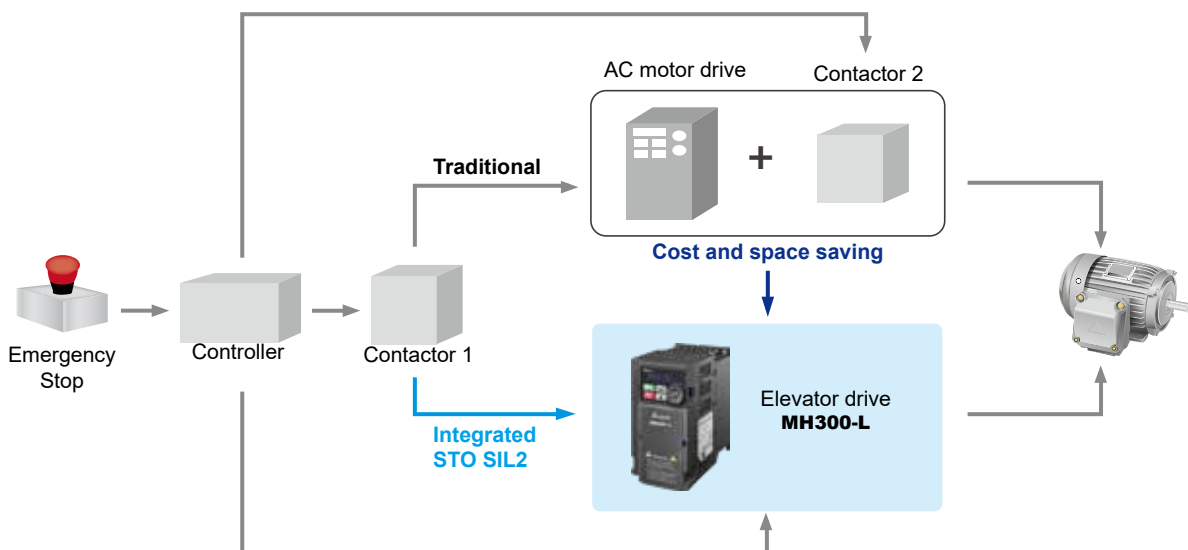 AC motor drive
Contactor 2
Traditional
+
Cost and space saving
Emergency
Stop
Controller
Contactor 1
Integrated
STO SIL2
Elevator drive
MH300-L